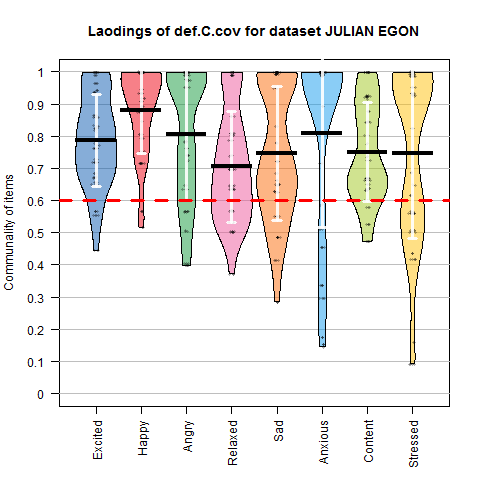 Laodings of def.C.cov for dataset JULIAN EGON
Communality of items
1
0.9
0.8
0.7
0.6
0.5
0.4
0.3
0.2
0.1
0
Excited
Happy
Angry
Relaxed
Sad
Anxious
Content
Stressed